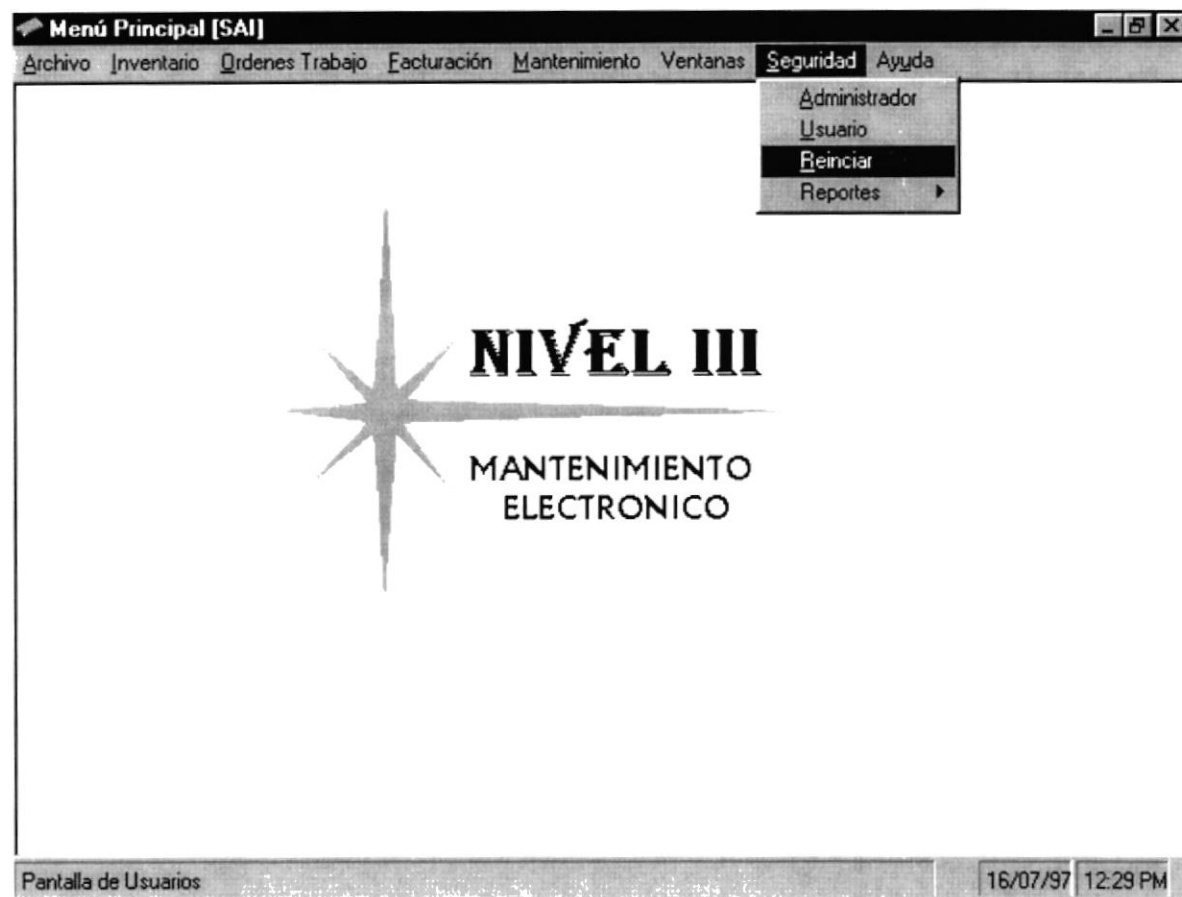 Menú Principal [SAI]
Archivo Inventario Ordenes Trabajo Facturación Mantenimiento Ventanas Seguridad Ayuda
Administrador
Usuario
Reinciar
Reportes
NIVEL III
MANTENIMIENTO
ELECTRONICO
Pantalla de Usuarios 16/07/97 12:29 PM